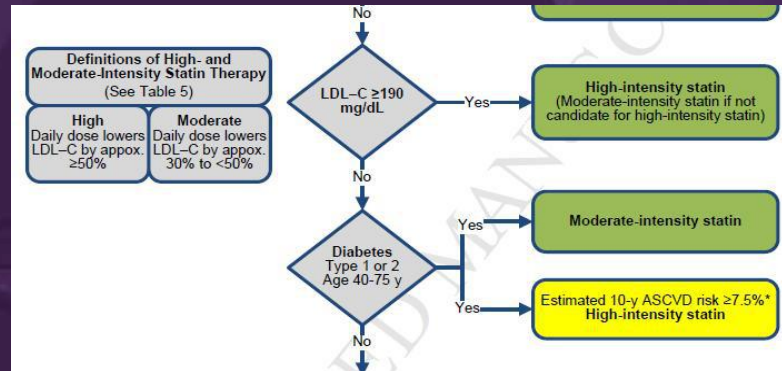 No
Definitions of High- and
Moderate-Intensity Statin Therapy
(See Table 5)
High
Daily dose lowers
LDL–C by appox.
≥50%
Moderate
Daily dose lowers
LDL–C by appox.
30% to <50%
LDL–C ≥190
mg/dL
Yes
High-intensity statin
(Moderate-intensity statin if not
candidate for high-intensity statin)
No
Diabetes
Type 1 or 2
Age 40-75 y
Yes
Moderate-intensity statin
Yes
Estimated 10-y ASCVD risk ≥7.5%*
High-intensity statin
No